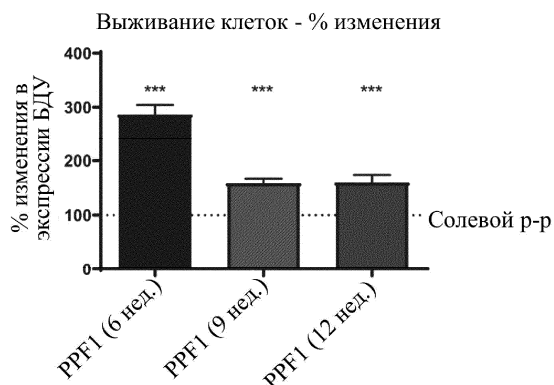 Выживание клеток - % изменения
% изменения в
экспрессии БДУ
400
300
200
100
0
*** *** ***
Солевой р-р
PPF1 (6 нед.)
PPF1 (9 нед.)
PPF1 (12 нед.)